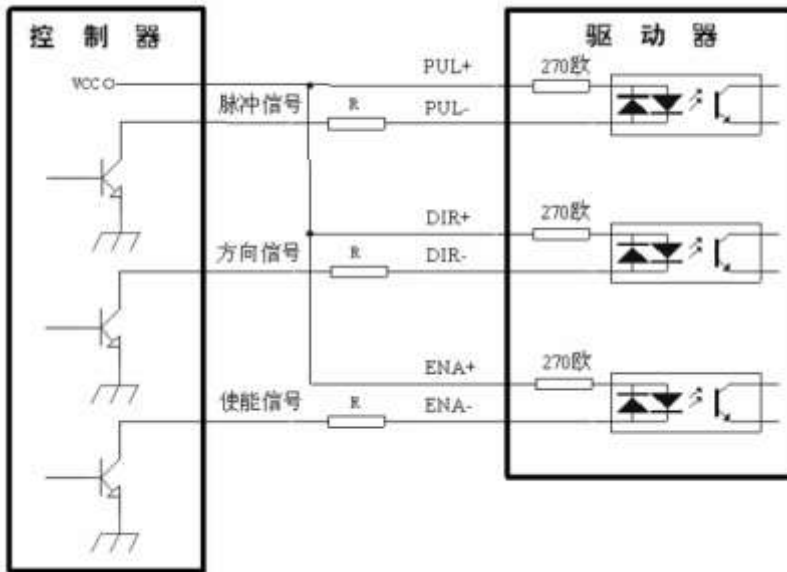 控 制 器
驱 动 器
VCC
PUL+
270欧
脉冲信号
R
PUL-
DIR+
270欧
方向信号
R
DIR-
ENA+
270欧
使能信号
R
ENA-